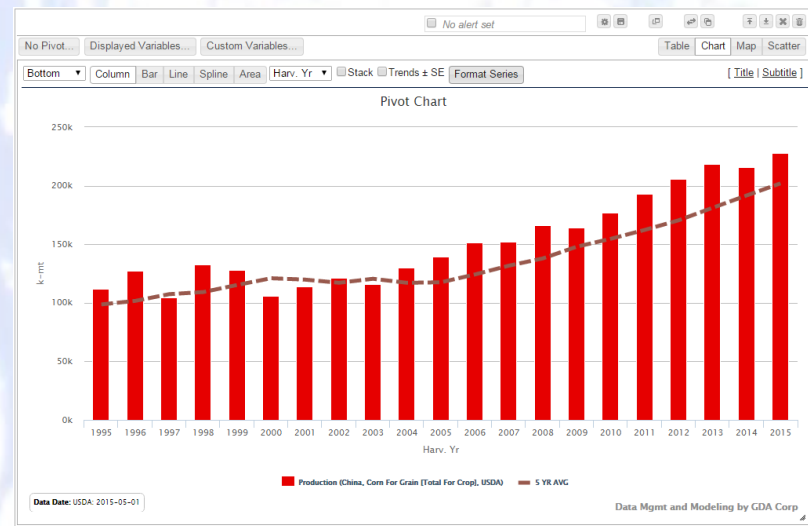 No alert set
No Pivot... Displayed Variables... Custom Variables... Table Chart Map Scatter
Bottom Column Bar Line Spline Area Harv. Yr Stack Trends ± SE Format Series [ Title | Subtitle ]
Pivot Chart
250k
200k
150k
100k
50k
0k
k-mt
1995 1996 1997 1998 1999 2000 2001 2002 2003 2004 2005 2006 2007 2008 2009 2010 2011 2012 2013 2014 2015
Harv. Yr
Production (China, Corn For Grain [Total For Crop], USDA) 5 YR AVG
Data Date: USDA: 2015-05-01
Data Mgmt and Modeling by GDA Corp